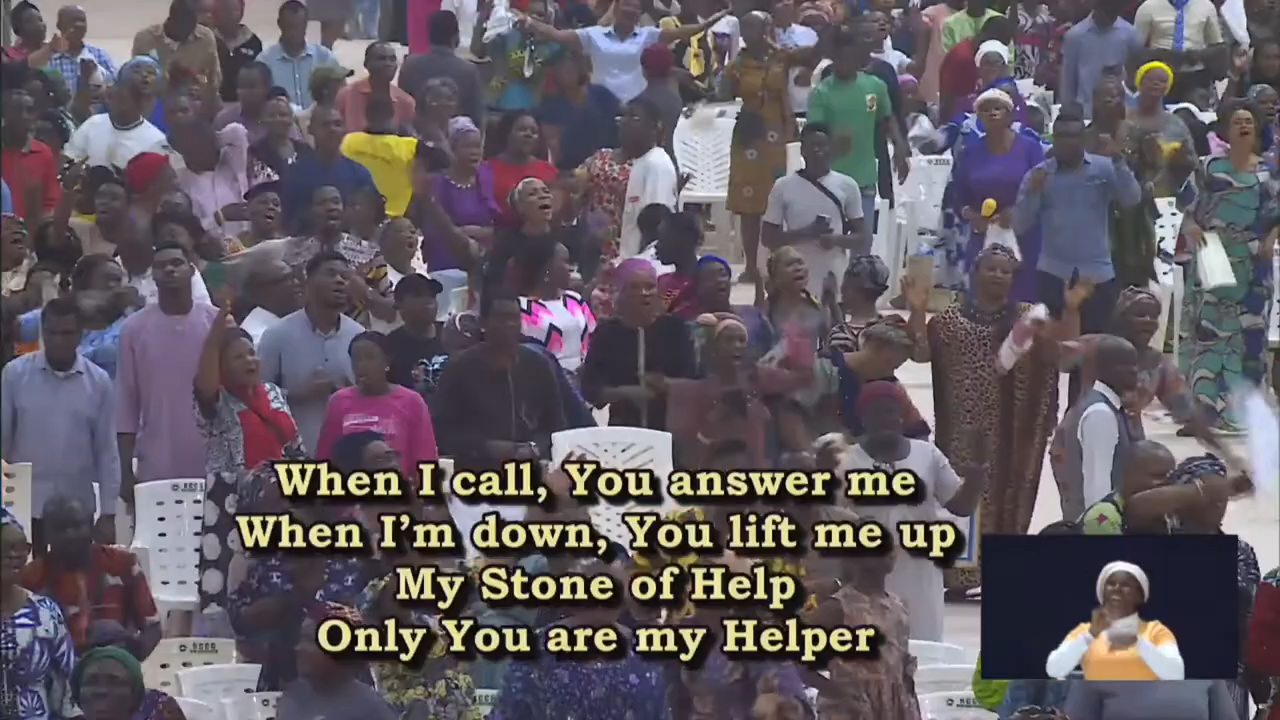 When I call, You answer me
When I'm down, You lift me up
My Stone of Help
Only You are my Helper